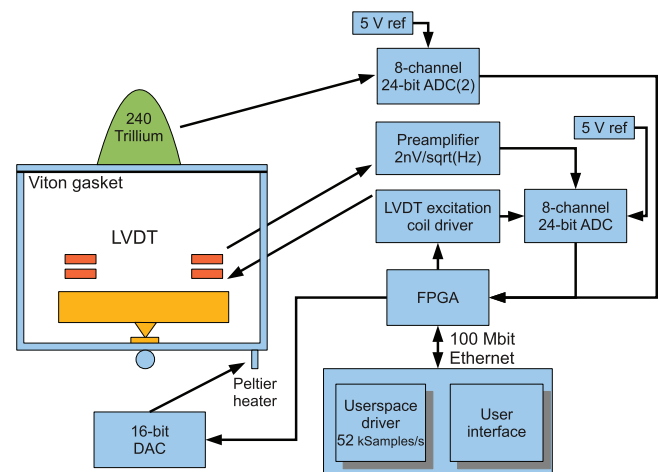 5 V ref
8-channel
24-bit ADC(2)
240
Trillium
Preamplifier
2nV/sqrt(Hz)
5 V ref
Viton gasket
LVDT
LVDT excitation
coil driver
8-channel
24-bit ADC
FPGA
100 Mbit
Ethernet
Peltier
heater
16-bit
DAC
Userspace
driver
52 kSamples/s
User
interface